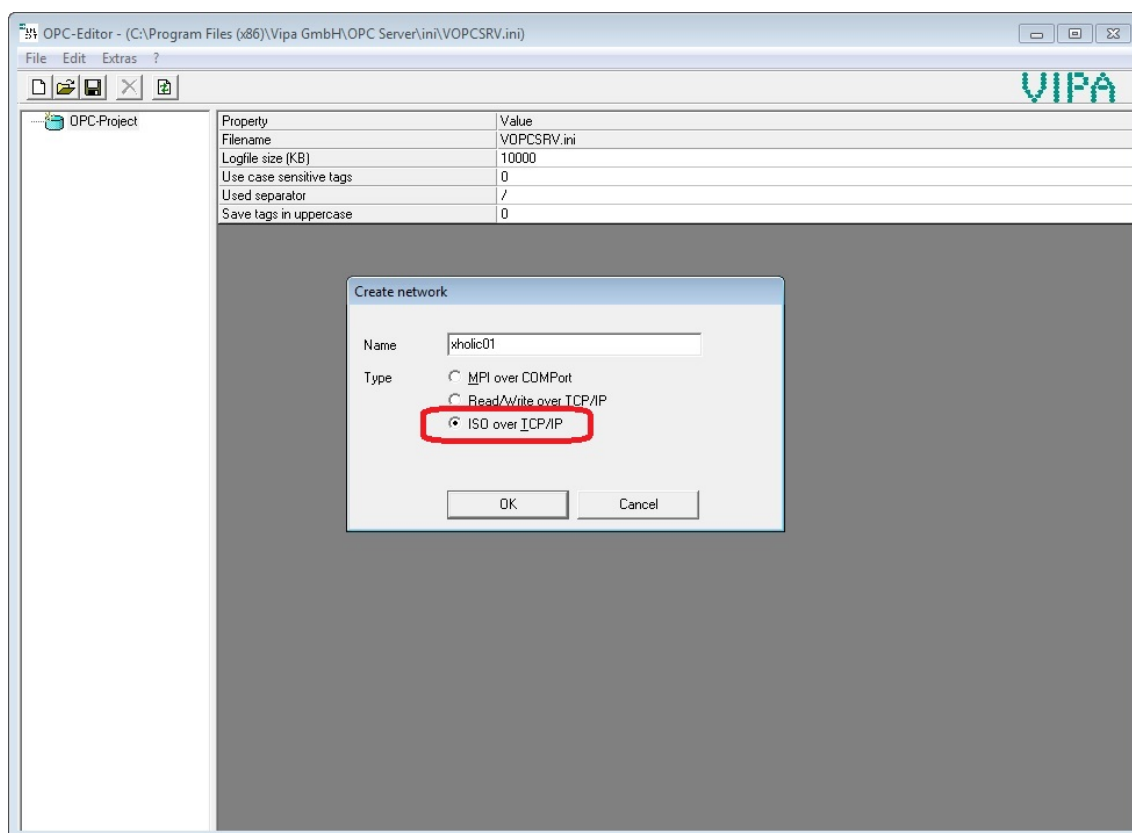 OPC-Editor - (C:\Program Files (x86)\Vipa GmbH\OPC Server\ini\VOPCSRV.ini)
File Edit Extras ?
VIPA
OPC-Project
Property Value
Filename VOPCSRV.ini
Logfile size (KB) 10000
Use case sensitive tags 0
Used separator /
Save tags in uppercase 0
Create network
Name xholic01
Type MPI over COMPort
Read/Write over TCP/IP
ISO over TCP/IP
OK Cancel